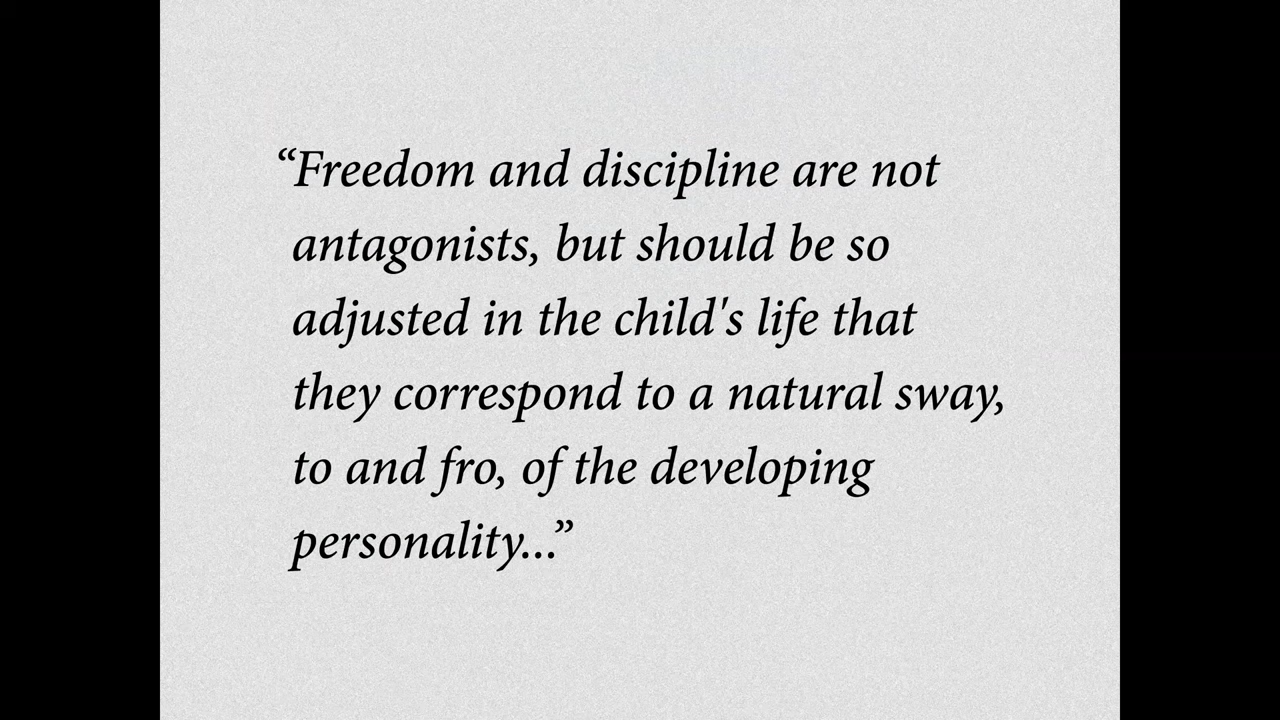 “Freedom and discipline are not
antagonists, but should be so
adjusted in the child's life that
they correspond to a natural sway,
to and fro, of the developing
personality...”